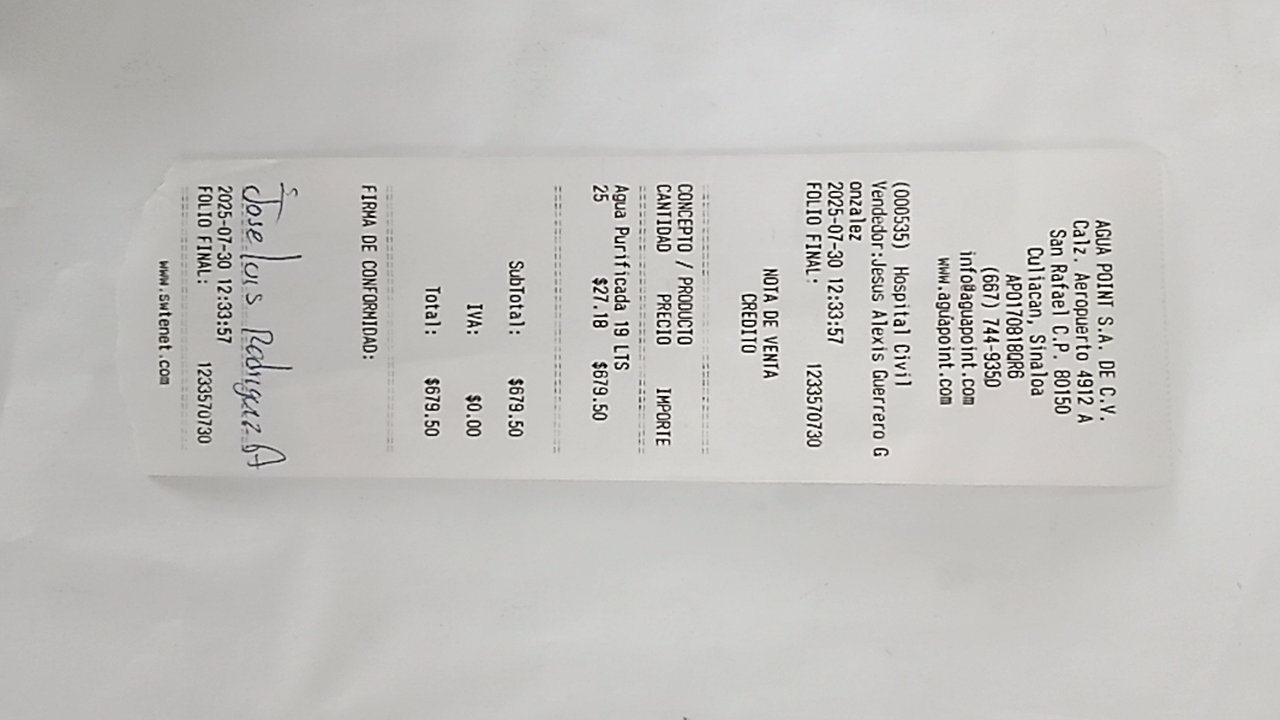 AGUA POINT S.A. DE C.V.
Calz. Aeropuerto 4912 A
San Rafael C.P. 80150
Culiacan, Sinaloa
APO170818QR6
(667) 744-9350
info@aguapoint.com
www.aguapoint.com
(000535) Hospital Civil
Vendedor:Jesus Alexis Guerrero G
onzalez
2025-07-30 12:33:57
FOLIO FINAL: 1233570730
NOTA DE VENTA
CREDITO
CONCEPTO / PRODUCTO
CANTIDAD PRECIO IMPORTE
Agua Purificada 19 LTS
25 $27.18 $679.50
SubTotal: $679.50
IVA: $0.00
Total: $679.50
FIRMA DE CONFORMIDAD:
Jose Luis Rodriguez
2025-07-30 12:33:57
FOLIO FINAL: 1233570730
www.swtenet.com